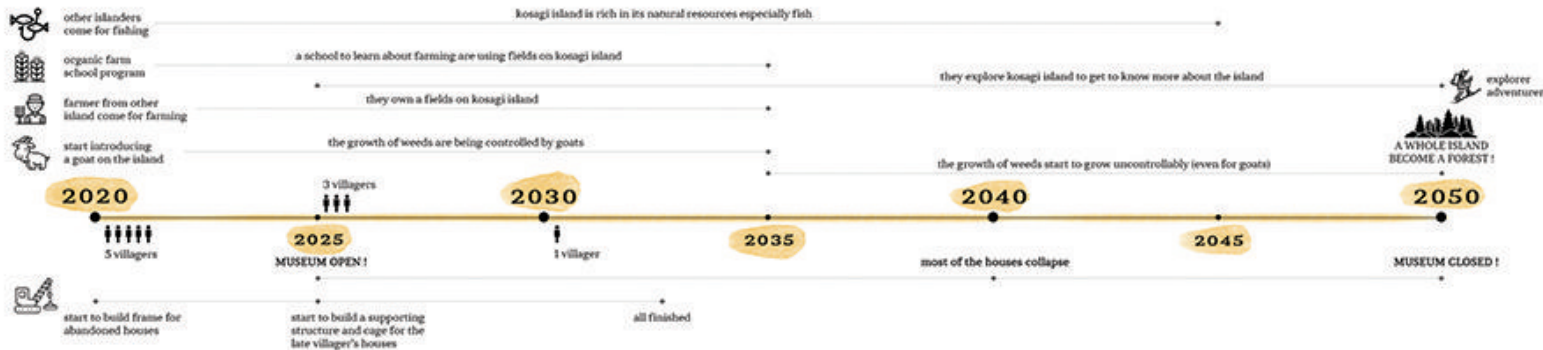 other islanders
come for fishing
kosagi island is rich in its natural resources especially fish
organic farm
school program
a school to learn about farming are using fields on kosagi island
they explore kosagi island to get to know more about the island
explorer
adventurer
farmer from other
island come for farming
they own a fields on kosagi island
start introducing
a goat on the island
the growth of weeds are being controlled by goats
the growth of weeds start to grow uncontrollably (even for goats)
A WHOLE ISLAND
BECOME A FOREST !
2020
3 villagers
2030
2040
2050
5 villagers
2025
1 villager
2035
2045
MUSEUM OPEN !
most of the houses collapse
MUSEUM CLOSED !
start to build frame for
abandoned houses
start to build a supporting
structure and cage for the
late villager's houses
all finished